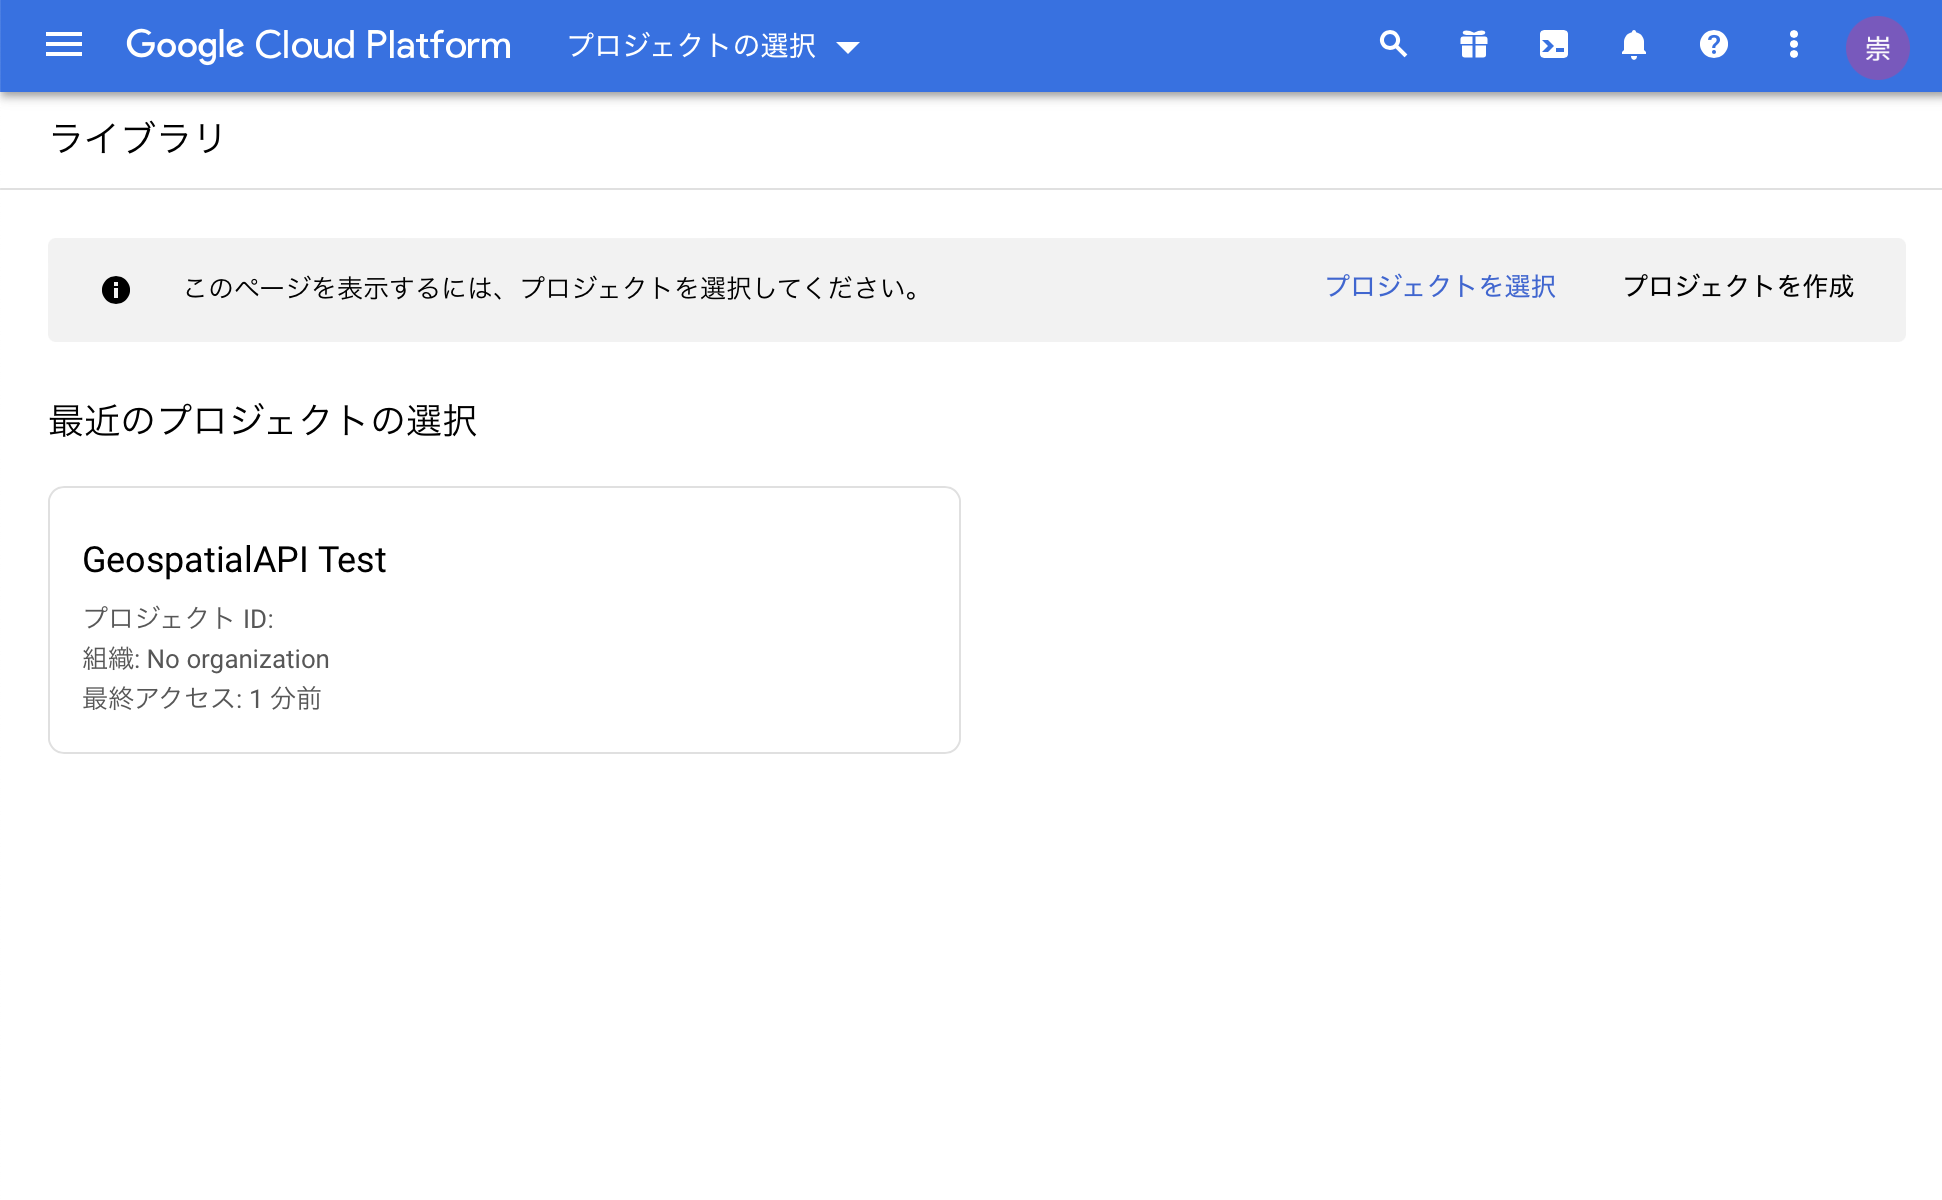 Google Cloud Platform プロジェクトの選択 崇
ライブラリ
このページを表示するには、プロジェクトを選択してください。 プロジェクトを選択 プロジェクトを作成
最近のプロジェクトの選択
GeospatialAPI Test
プロジェクト ID:
組織: No organization
最終アクセス: 1 分前